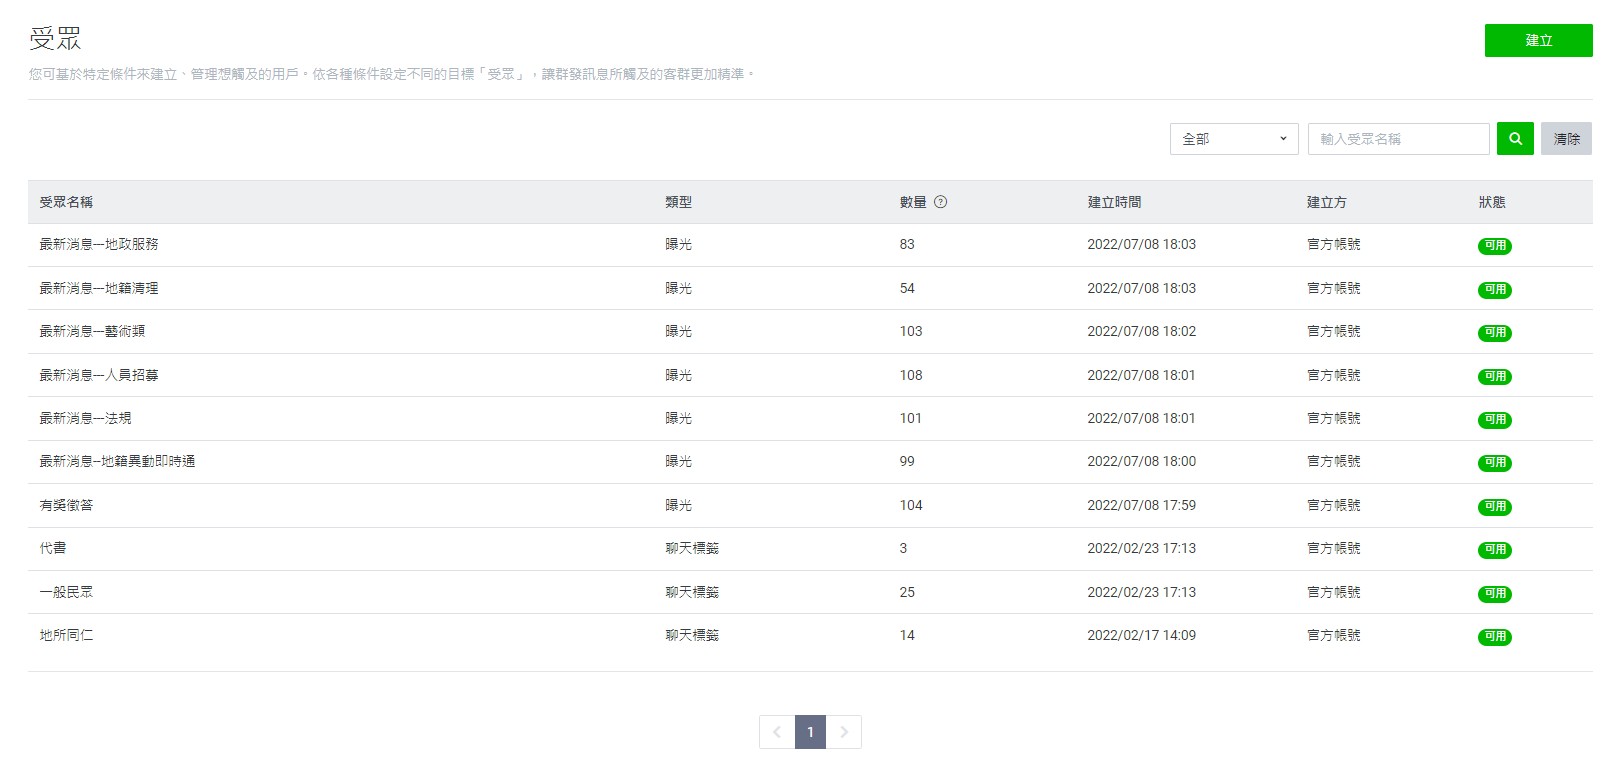 受眾
建立
您可基於特定條件來建立、管理想觸及的用戶。依各種條件設定不同的目標「受眾」，讓群發訊息所觸及的客群更加精準。
全部 輸入受眾名稱 清除
受眾名稱 類型 數量 ? 建立時間 建立方 狀態
最新消息—地政服務 曝光 83 2022/07/08 18:03 官方帳號 可用
最新消息—地籍清理 曝光 54 2022/07/08 18:03 官方帳號 可用
最新消息—藝術類 曝光 103 2022/07/08 18:02 官方帳號 可用
最新消息—人員招募 曝光 108 2022/07/08 18:01 官方帳號 可用
最新消息—法規 曝光 101 2022/07/08 18:01 官方帳號 可用
最新消息–地籍異動即時通 曝光 99 2022/07/08 18:00 官方帳號 可用
有獎徵答 曝光 104 2022/07/08 17:59 官方帳號 可用
代書 聊天標籤 3 2022/02/23 17:13 官方帳號 可用
一般民眾 聊天標籤 25 2022/02/23 17:13 官方帳號 可用
地所同仁 聊天標籤 14 2022/02/17 14:09 官方帳號 可用
1